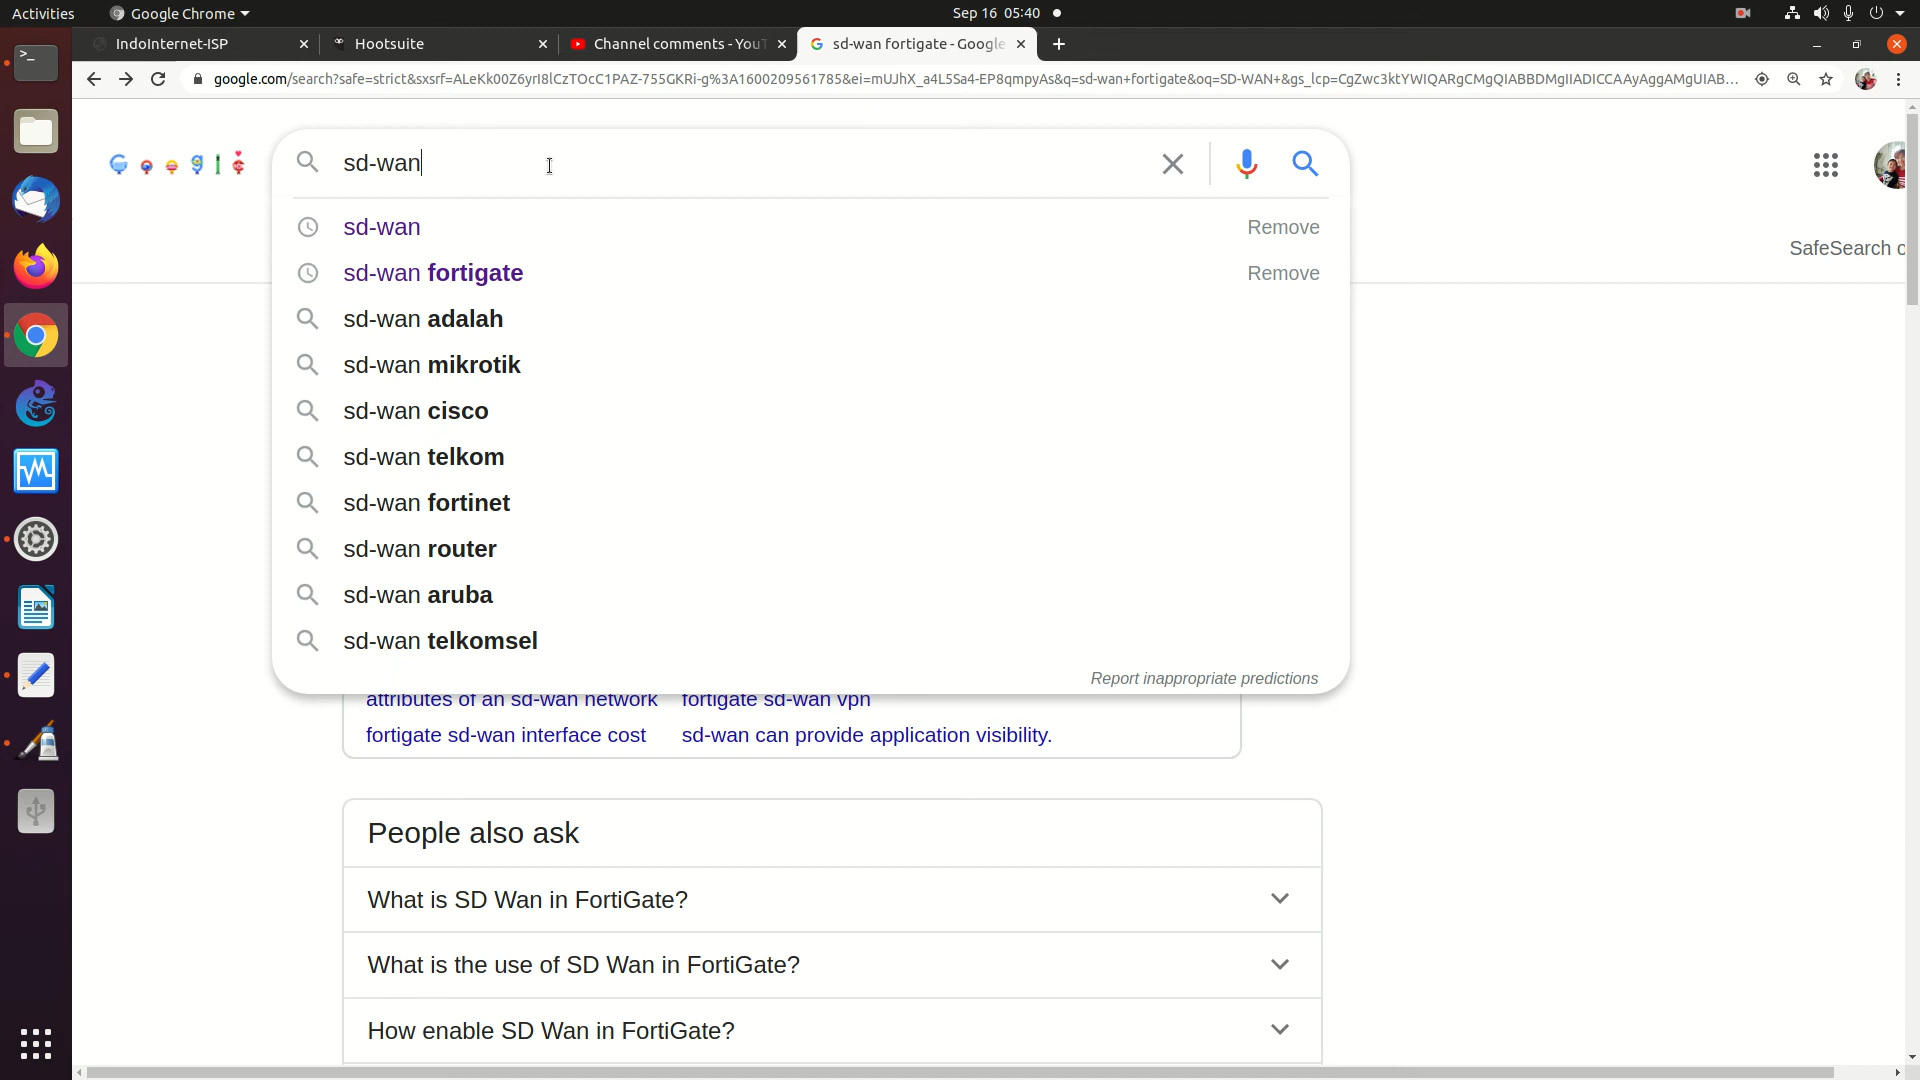 Activities
Google Chrome
Sep 16 05:40
IndoInternet-ISP
Hootsuite
Channel comments - YouT
sd-wan fortigate - Google
google.com/search?safe=strict&sxsrf=ALeKk00Z6yrI8lCzTOcC1PAZ-755GKRi-g%3A1600209561785&ei=mUJhX_a4L5Sa4-EP8qmpyAs&q=sd-wan+fortigate&oq=SD-WAN+&gs_lcp=CgZwc3ktYWIQARgCMgQIABBDMgIIADICCAAyAggAMgUIAB...
Google
sd-wan
sd-wan Remove
sd-wan fortigate Remove
sd-wan adalah
sd-wan mikrotik
sd-wan cisco
sd-wan telkom
sd-wan fortinet
sd-wan router
sd-wan aruba
sd-wan telkomsel
Report inappropriate predictions
SafeSearch o
attributes of an sd-wan network fortigate sd-wan vpn
fortigate sd-wan interface cost sd-wan can provide application visibility.
People also ask
What is SD Wan in FortiGate?
What is the use of SD Wan in FortiGate?
How enable SD Wan in FortiGate?